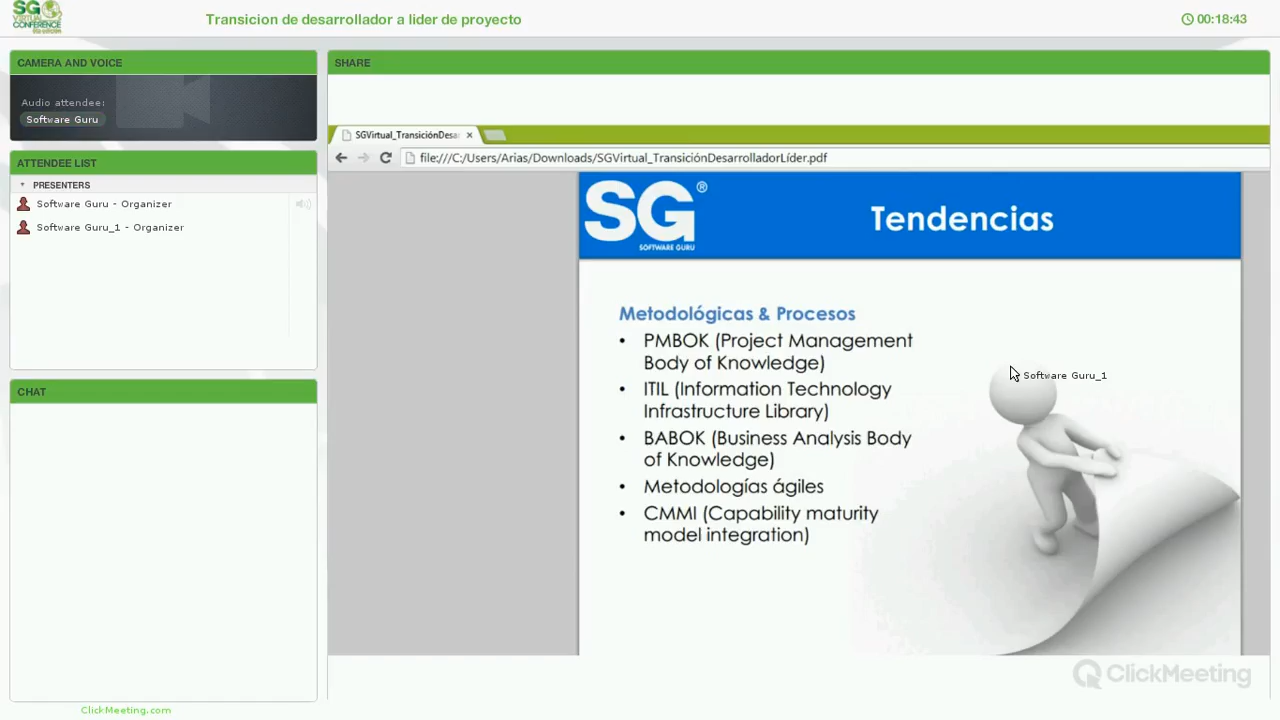 SG
VIRTUAL
CONFERENCE
Transicion de desarrollador a lider de proyecto
00:18:43
CAMERA AND VOICE
Audio attendee:
Software Guru
ATTENDEE LIST
PRESENTERS
Software Guru - Organizer
Software Guru_1 - Organizer
CHAT
ClickMeeting.com
SHARE
SGVirtual_TransiciónDesa
file:///C:/Users/Arias/Downloads/SGVirtual_TransiciónDesarrolladorLíder.pdf
SG®
SOFTWARE GURU
Tendencias
Metodológicas & Procesos
• PMBOK (Project Management
Body of Knowledge)
• ITIL (Information Technology
Infrastructure Library)
• BABOK (Business Analysis Body
of Knowledge)
• Metodologías ágiles
• CMMI (Capability maturity
model integration)
Software Guru_1
ClickMeeting